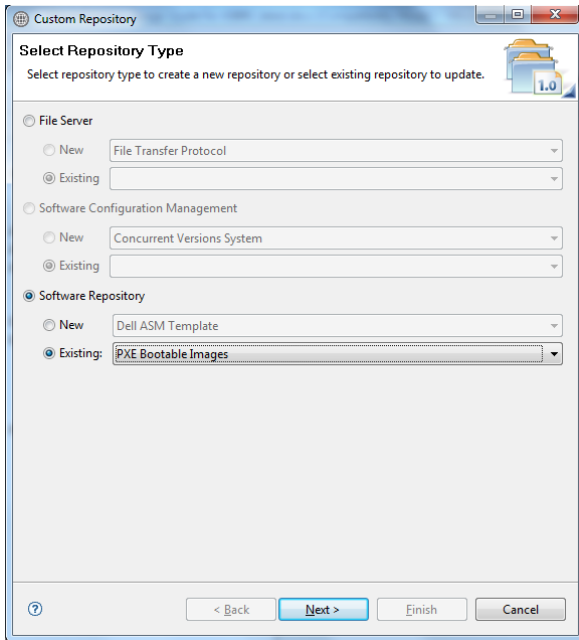 Custom Repository
Select Repository Type
Select repository type to create a new repository or select existing repository to update.
1.0
File Server
New File Transfer Protocol
Existing
Software Configuration Management
New Concurrent Versions System
Existing
Software Repository
New Dell ASM Template
Existing: PXE Bootable Images
? < Back Next > Finish Cancel